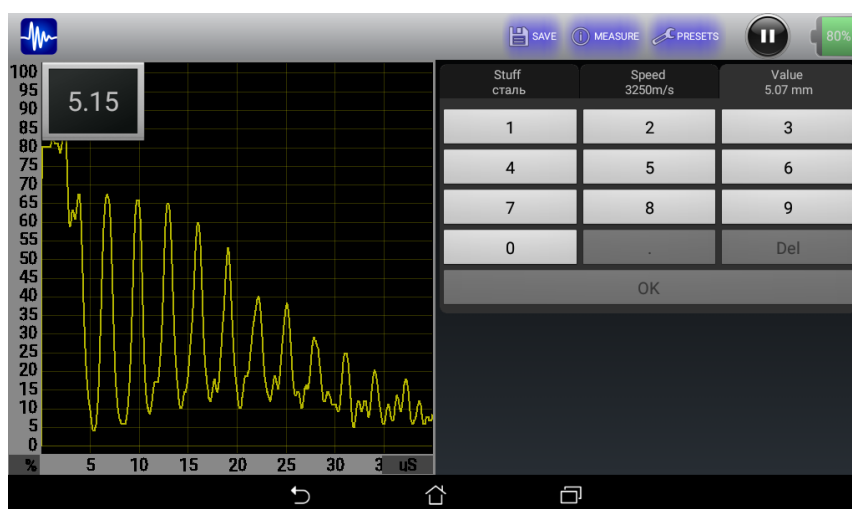 SAVE MEASURE PRESETS 80%
5.15
100
95
90
85
80
75
70
65
60
55
50
45
40
35
30
25
20
15
10
5
0
% 5 10 15 20 25 30 3 uS
Stuff Speed Value
сталь 3250m/s 5.07 mm
1 2 3
4 5 6
7 8 9
0 . Del
OK